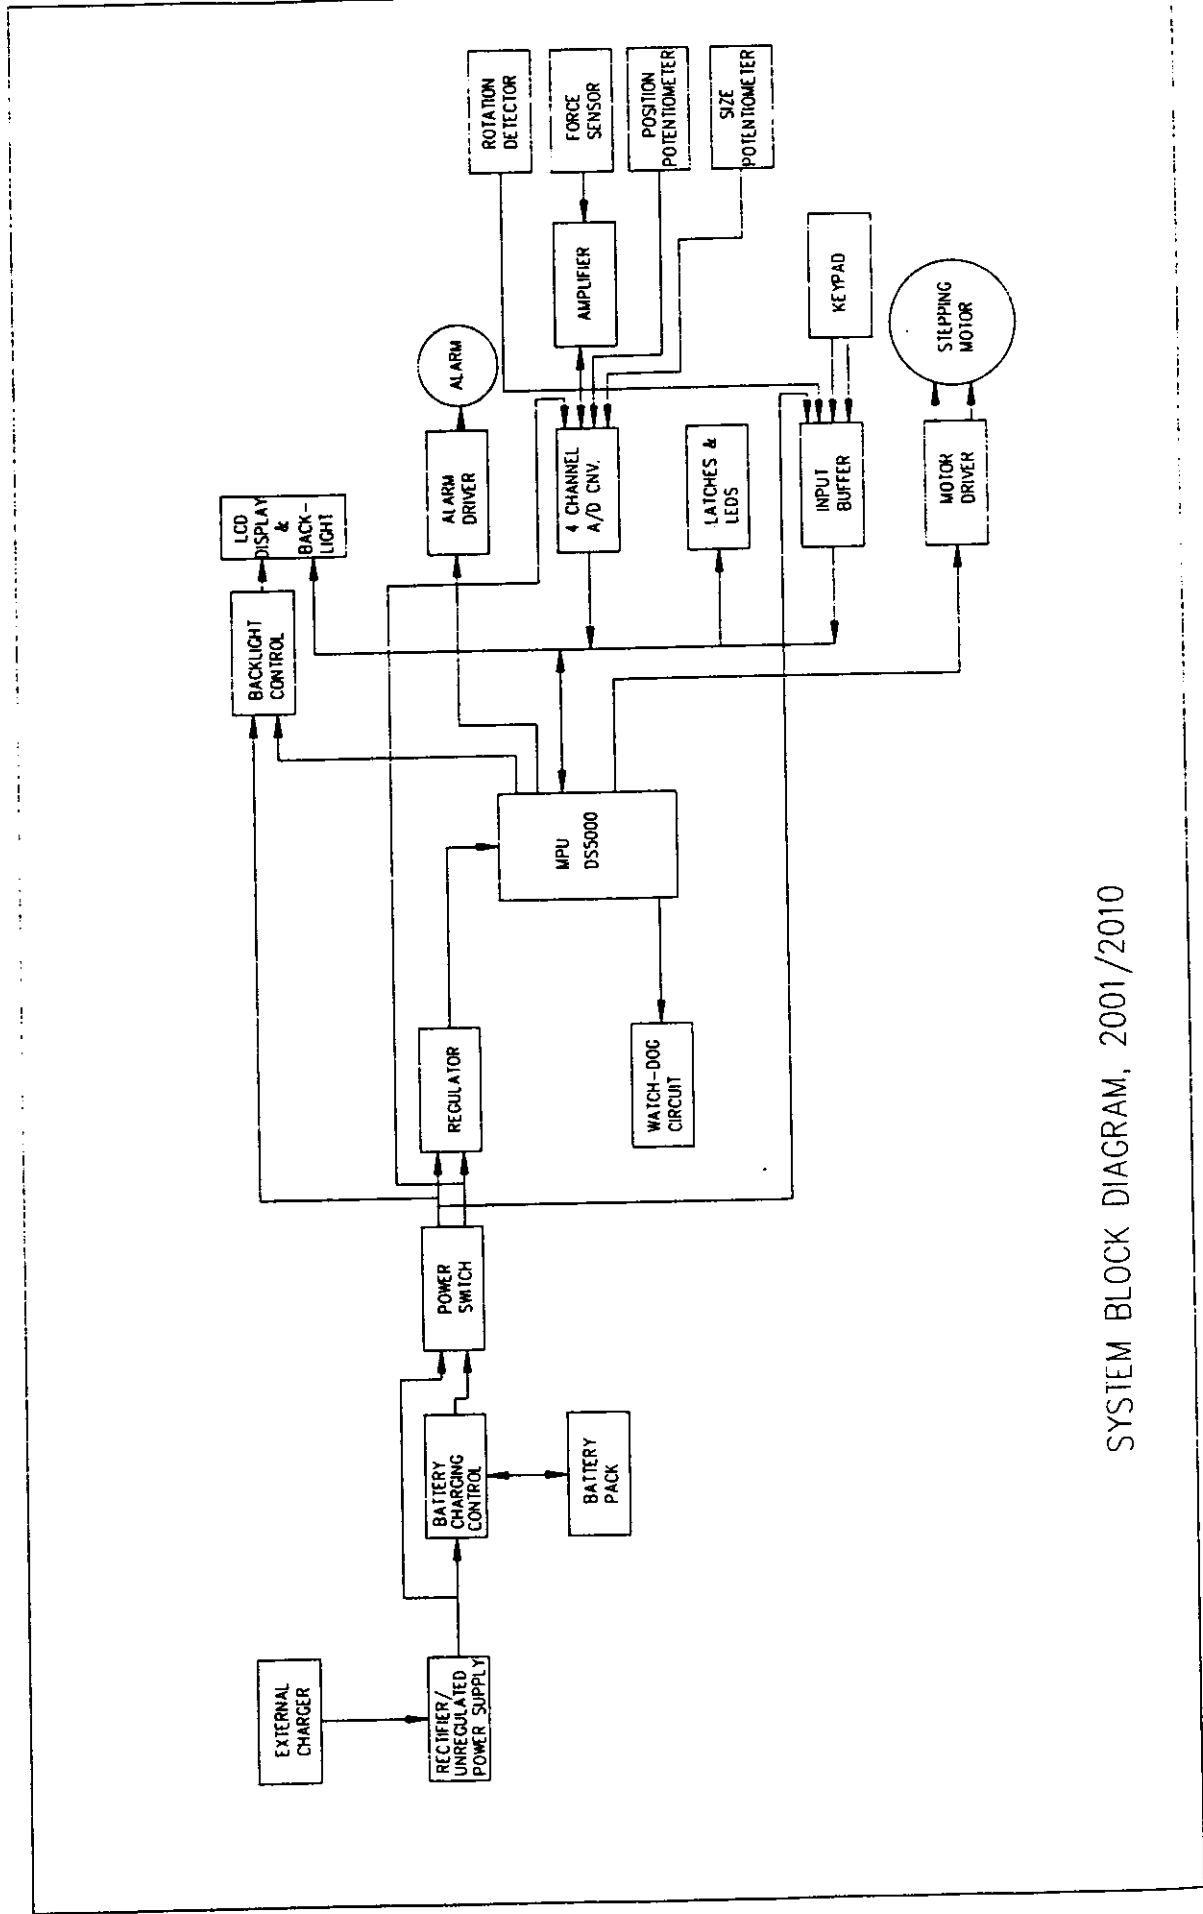 EXTERNAL
CHARGER
RECTIFIER/
UNREGULATED
POWER SUPPLY
BATTERY
CHARGING
CONTROL
BATTERY
PACK
POWER
SWITCH
REGULATOR
WATCH-DOG
CIRCUIT
MPU
DS5000
BACKLIGHT
CONTROL
LCD
DISPLAY
&
BACK-
LIGHT
ALARM
DRIVER
ALARM
4 CHANNEL
A/D CNV.
LATCHES &
LEDS
INPUT
BUFFER
MOTOR
DRIVER
AMPLIFIER
KEYPAD
STEPPING
MOTOR
ROTATION
DETECTOR
FORCE
SENSOR
POSITION
POTENTIOMETER
SIZE
POTENTIOMETER
SYSTEM BLOCK DIAGRAM, 2001/2010